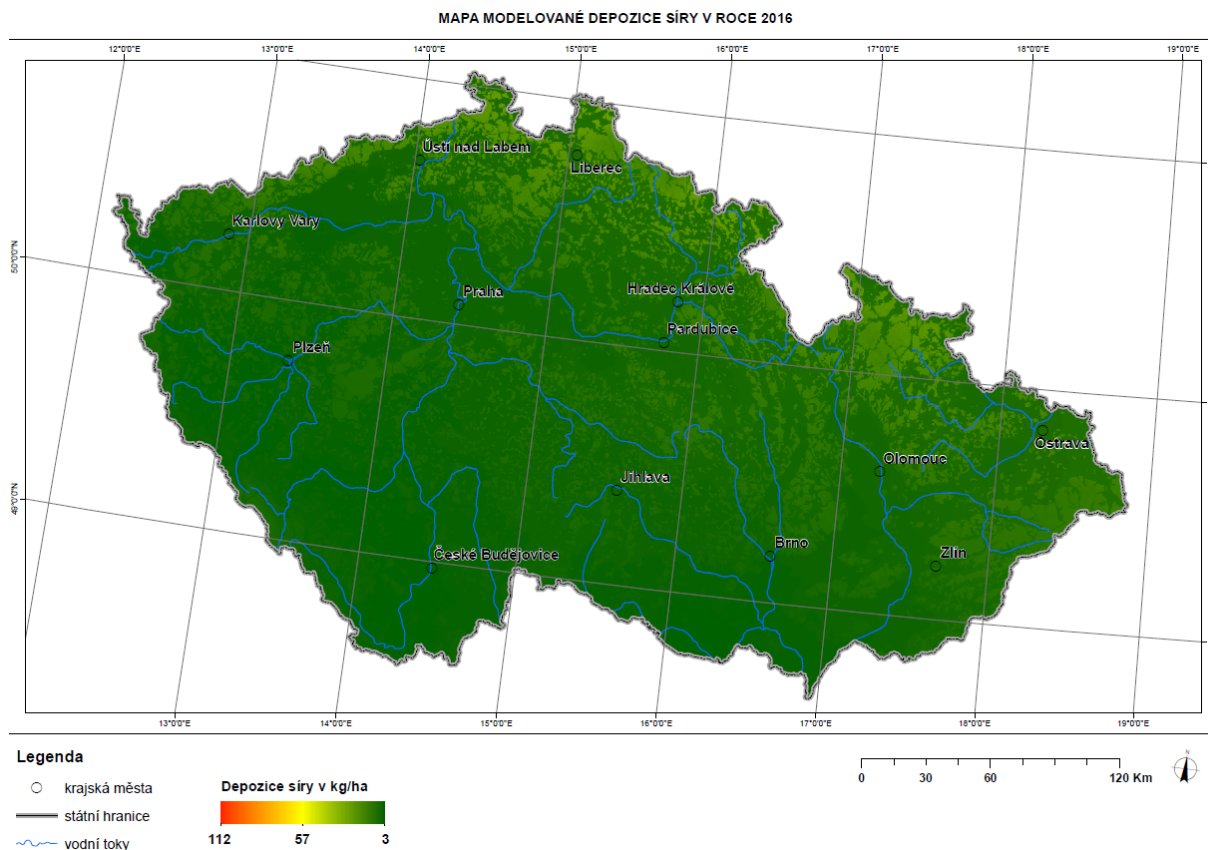 MAPA MODELOVANÉ DEPOZICE SÍRY V ROCE 2016
12°0'0"E 13°0'0"E 14°0'0"E 15°0'0"E 16°0'0"E 17°0'0"E 18°0'0"E 19°0'0"E
Ústí nad Labem
Liberec
Karlovy Vary
50°0'0"N
Praha
Hradec Králové
Pardubice
Plzeň
Ostrava
Olomouc
Jihlava
49°0'0"N
Brno
Zlín
České Budějovice
13°0'0"E 14°0'0"E 15°0'0"E 16°0'0"E 17°0'0"E 18°0'0"E 19°0'0"E
Legenda
krajská města
státní hranice
vodní toky
Depozice síry v kg/ha
112 57 3
0 30 60 120 Km
N